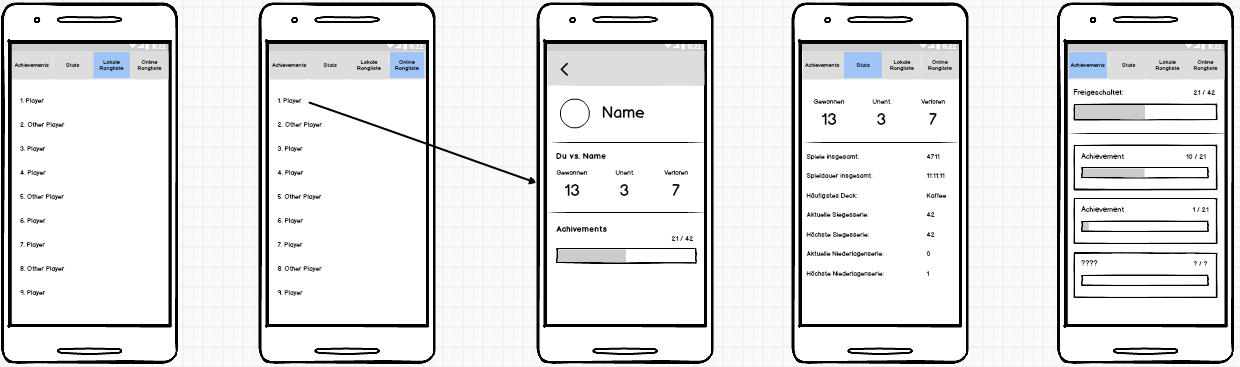 Achievements Stats Lokale Rangliste Online Rangliste
1. Player
2. Other Player
3. Player
4. Player
5. Other Player
6. Player
7. Player
8. Other Player
9. Player
Achievements Stats Lokale Rangliste Online Rangliste
1. Player
2. Other Player
3. Player
4. Player
5. Other Player
6. Player
7. Player
8. Other Player
9. Player
Name
Du vs. Name
Gewonnen Unent. Verloren
13 3 7
Achivements
21 / 42
Achievements Stats Lokale Rangliste Online Rangliste
Gewonnen Unent. Verloren
13 3 7
Spiele insgesamt: 4711
Spieldauer insgesamt: 11:11:11
Häufigstes Deck: Kaffee
Aktuelle Siegesserie: 42
Höchste Siegesserie: 42
Aktuelle Niederlagenserie: 0
Höchste Niederlagenserie: 1
Achievements Stats Lokale Rangliste Online Rangliste
Freigeschaltet: 21 / 42
Achievement 10 / 21
Achievement 1 / 21
???? ? / ?